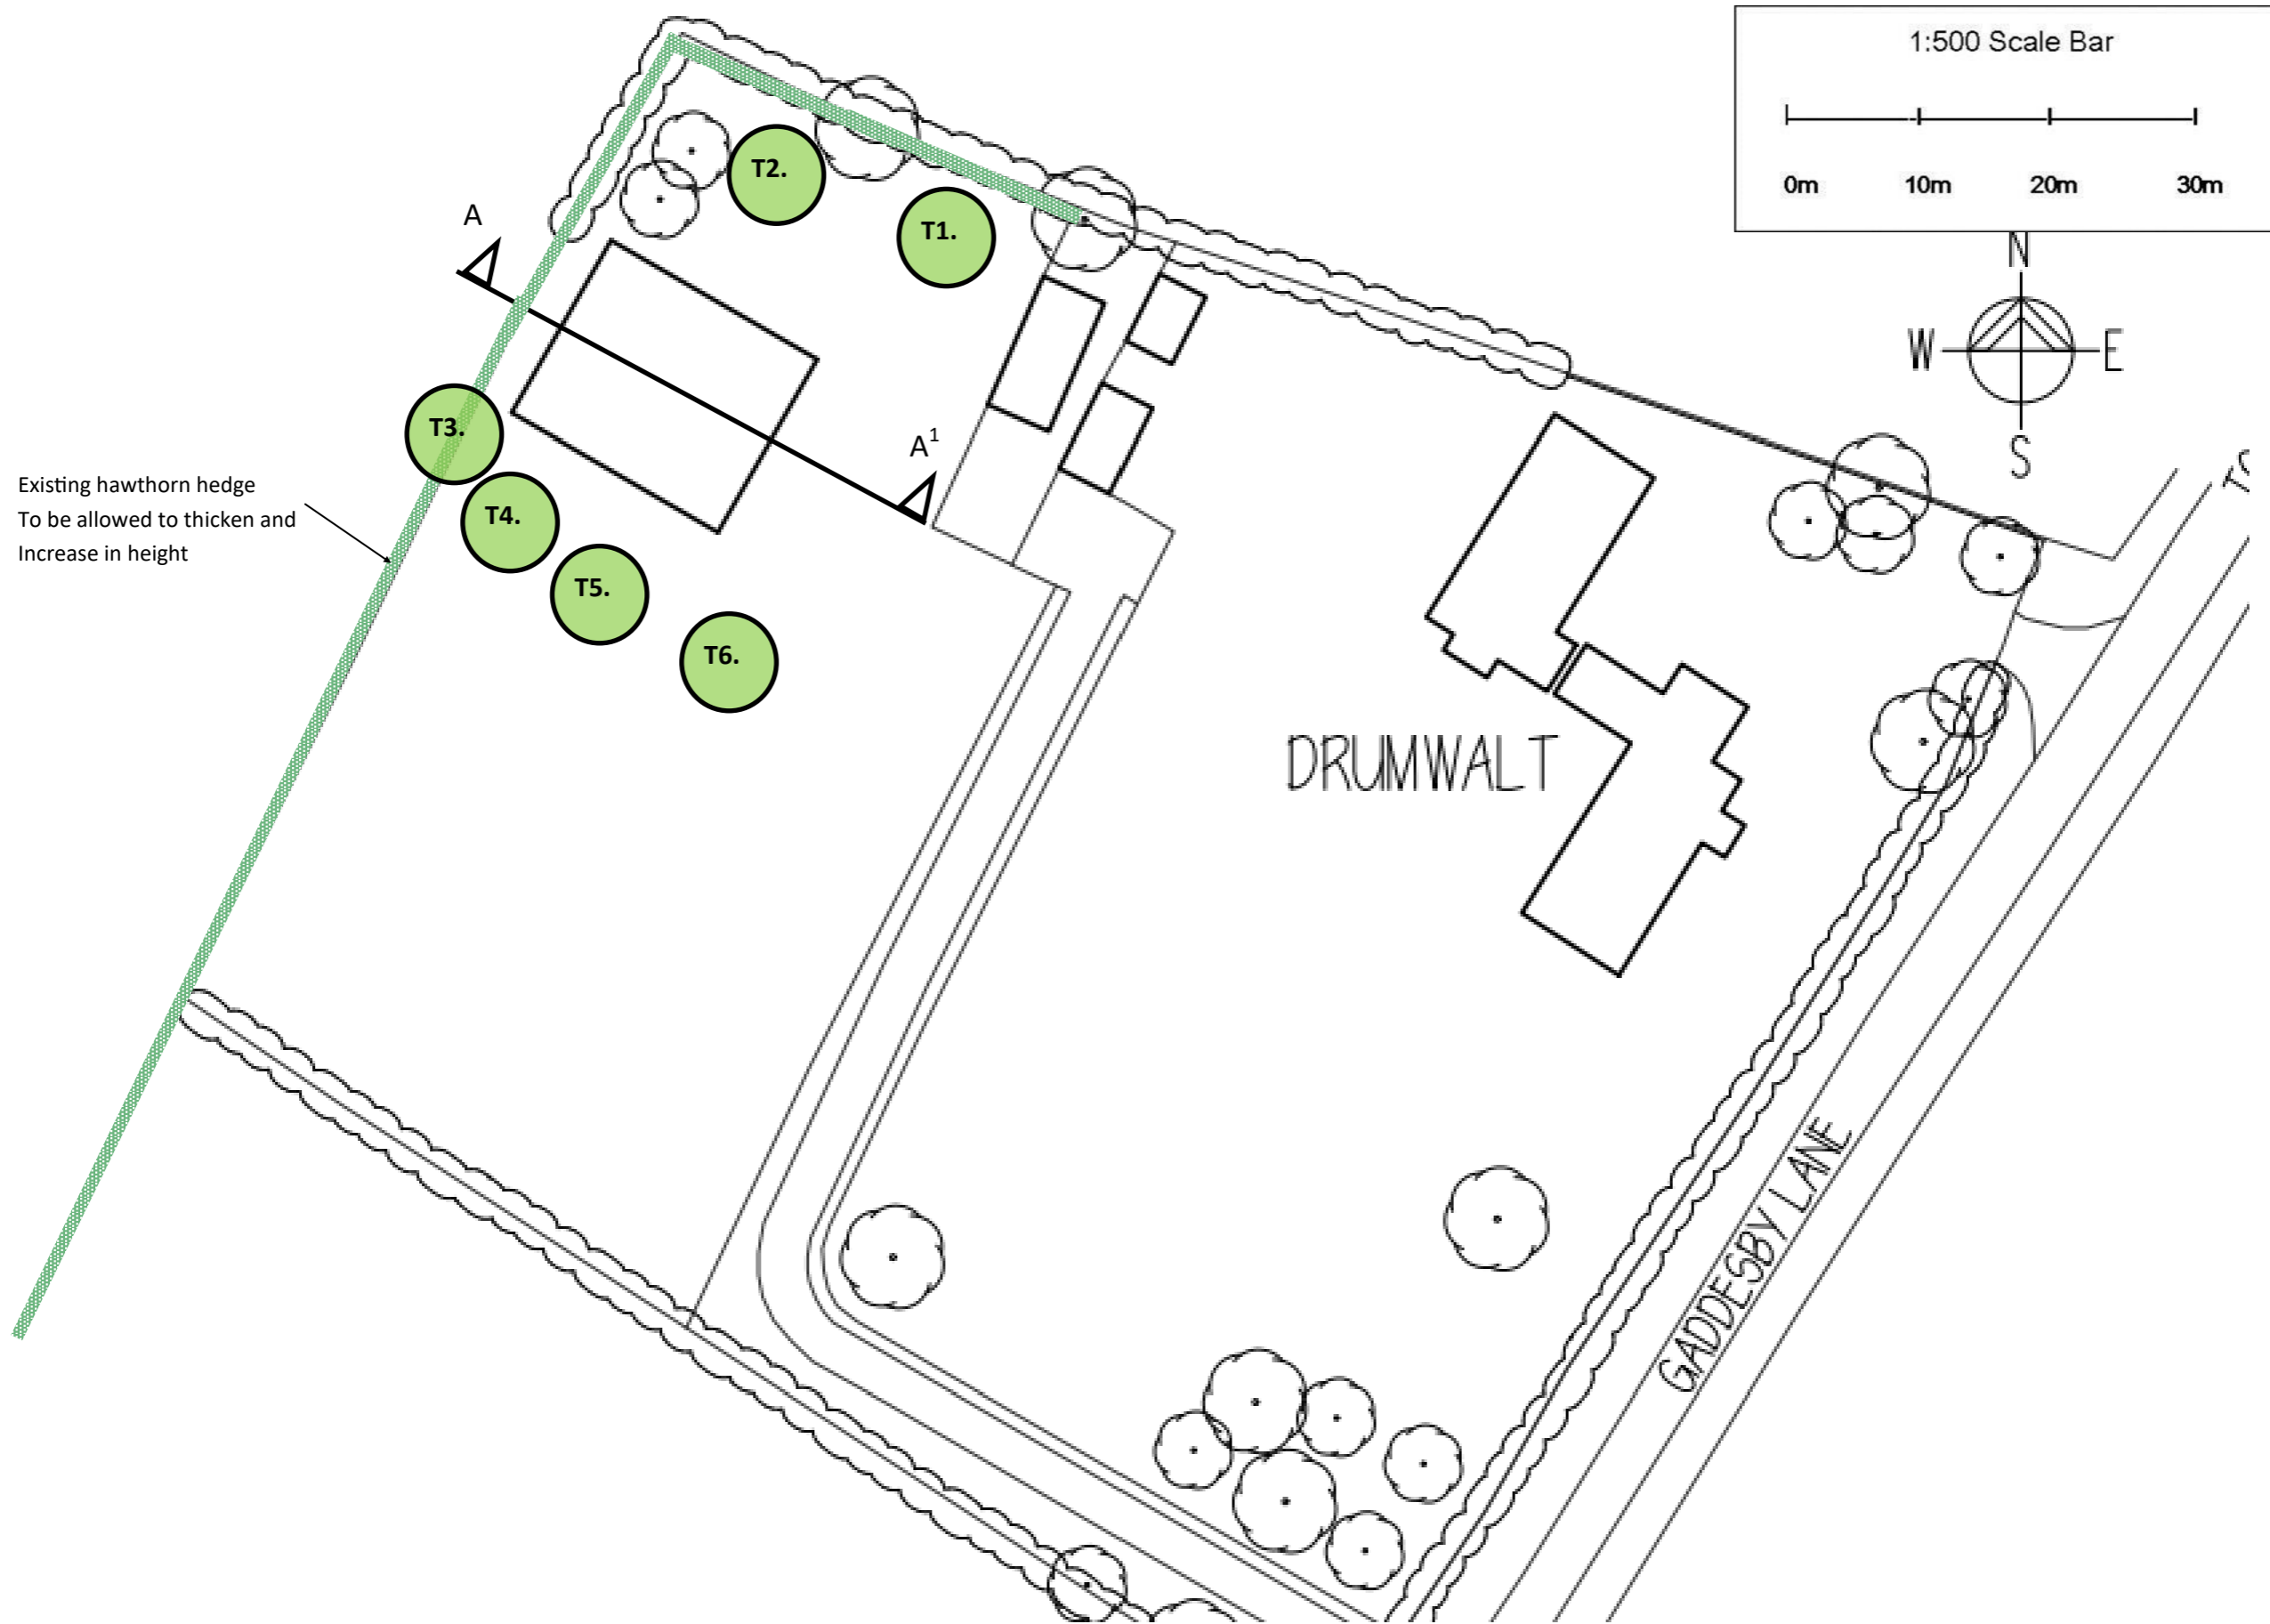 1:500 Scale Bar
0m 10m 20m 30m
N
W E
S
T2.
T1.
A
T3.
A¹
Existing hawthorn hedge
To be allowed to thicken and
Increase in height
T4.
T5.
T6.
DRUMWALT
GADDESBY LANE